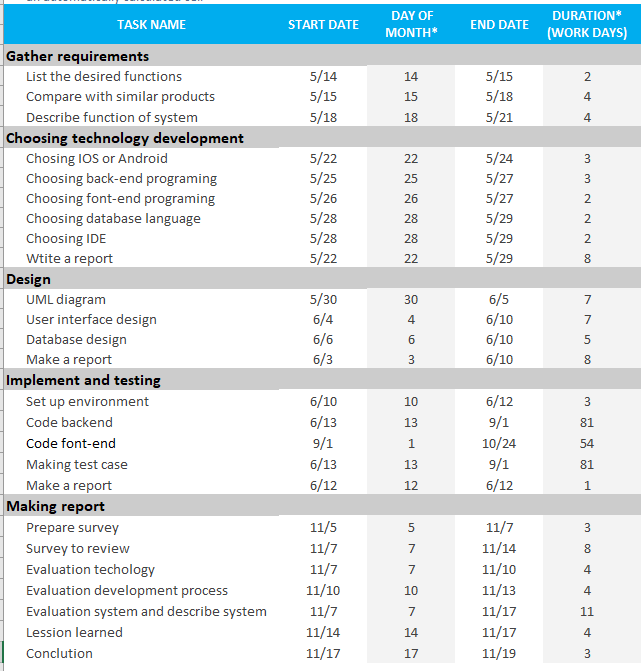 TASK NAME START DATE DAY OF MONTH* END DATE DURATION* (WORK DAYS)
Gather requirements
List the desired functions 5/14 14 5/15 2
Compare with similar products 5/15 15 5/18 4
Describe function of system 5/18 18 5/21 4
Choosing technology development
Chosing IOS or Android 5/22 22 5/24 3
Choosing back-end programing 5/25 25 5/27 3
Choosing font-end programing 5/26 26 5/27 2
Choosing database language 5/28 28 5/29 2
Choosing IDE 5/28 28 5/29 2
Wtite a report 5/22 22 5/29 8
Design
UML diagram 5/30 30 6/5 7
User interface design 6/4 4 6/10 7
Database design 6/6 6 6/10 5
Make a report 6/3 3 6/10 8
Implement and testing
Set up environment 6/10 10 6/12 3
Code backend 6/13 13 9/1 81
Code font-end 9/1 1 10/24 54
Making test case 6/13 13 9/1 81
Make a report 6/12 12 6/12 1
Making report
Prepare survey 11/5 5 11/7 3
Survey to review 11/7 7 11/14 8
Evaluation techology 11/7 7 11/10 4
Evaluation development process 11/10 10 11/13 4
Evaluation system and describe system 11/7 7 11/17 11
Lession learned 11/14 14 11/17 4
Conclution 11/17 17 11/19 3